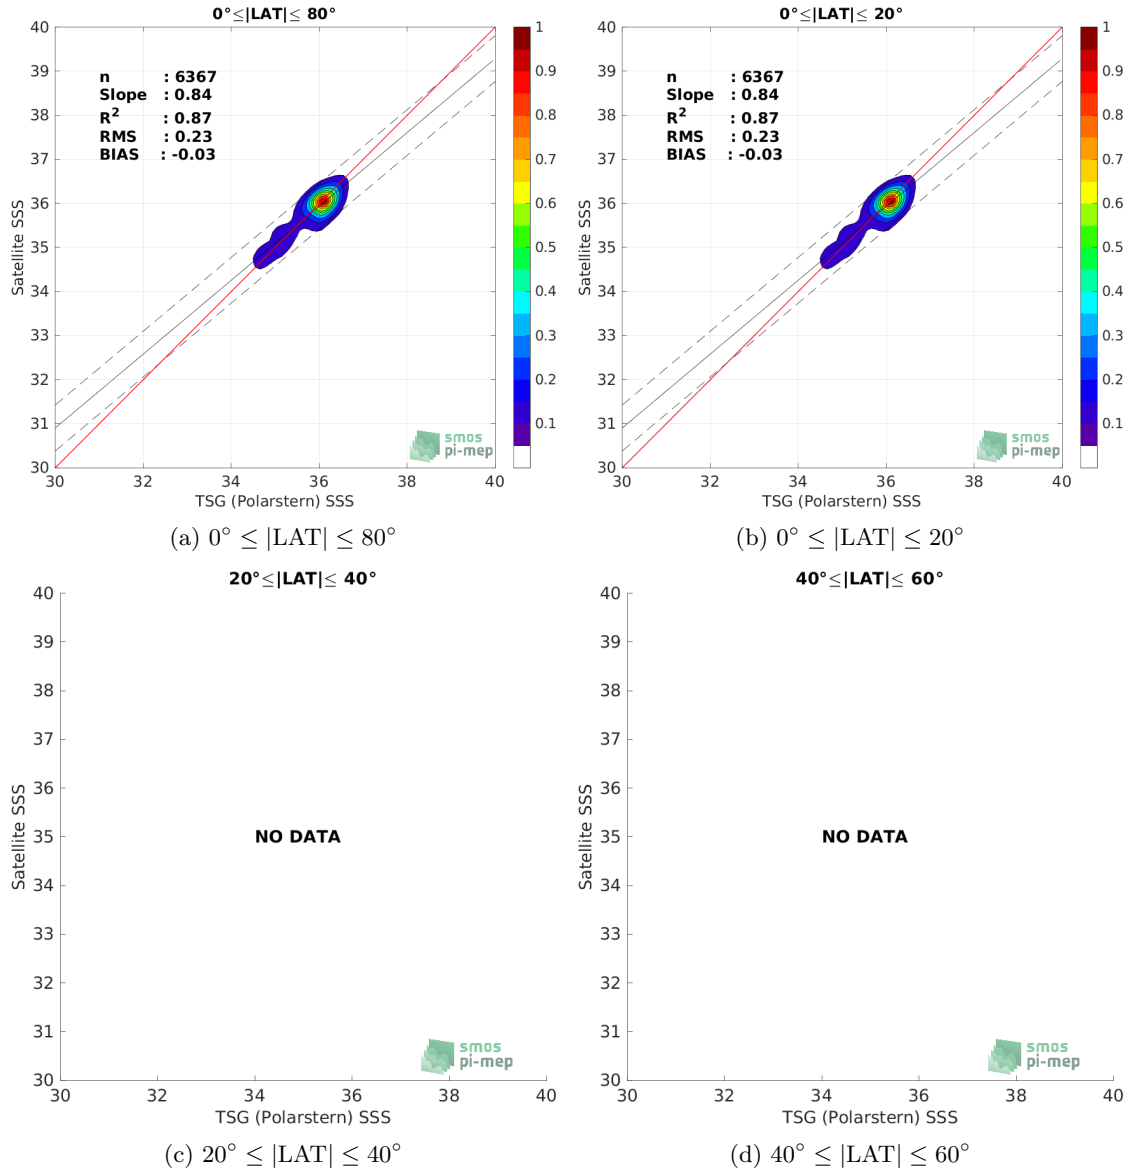 0°≤|LAT|≤ 80°
40
39
38
37
36
35
34
33
32
31
30
Satellite SSS
n : 6367
Slope : 0.84
R² : 0.87
RMS : 0.23
BIAS : -0.03
smos
pi-mep
30 32 34 36 38 40
TSG (Polarstern) SSS
1
0.9
0.8
0.7
0.6
0.5
0.4
0.3
0.2
0.1
(a) 0° ≤ |LAT| ≤ 80°
0°≤|LAT|≤ 20°
40
39
38
37
36
35
34
33
32
31
30
Satellite SSS
n : 6367
Slope : 0.84
R² : 0.87
RMS : 0.23
BIAS : -0.03
smos
pi-mep
30 32 34 36 38 40
TSG (Polarstern) SSS
1
0.9
0.8
0.7
0.6
0.5
0.4
0.3
0.2
0.1
(b) 0° ≤ |LAT| ≤ 20°
20°≤|LAT|≤ 40°
40
39
38
37
36
35
34
33
32
31
30
Satellite SSS
NO DATA
smos
pi-mep
30 32 34 36 38 40
TSG (Polarstern) SSS
(c) 20° ≤ |LAT| ≤ 40°
40°≤|LAT|≤ 60°
40
39
38
37
36
35
34
33
32
31
30
Satellite SSS
NO DATA
smos
pi-mep
30 32 34 36 38 40
TSG (Polarstern) SSS
(d) 40° ≤ |LAT| ≤ 60°